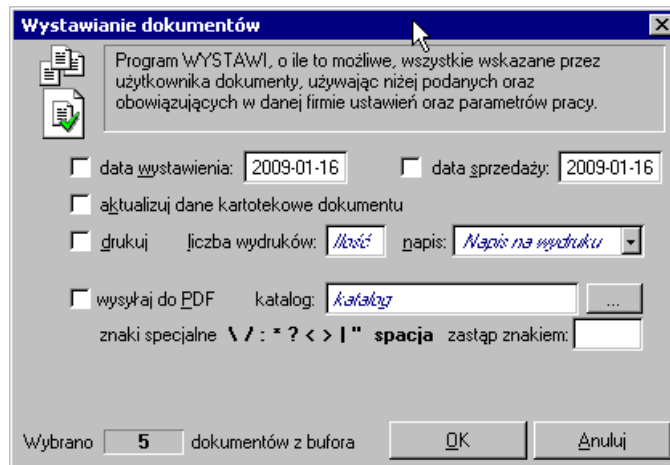 Wystawianie dokumentów
Program WYSTAWI, o ile to możliwe, wszystkie wskazane przez
użytkownika dokumenty, używając niżej podanych oraz
obowiązujących w danej firmie ustawień oraz parametrów pracy.
data wystawienia: 2009-01-16 data sprzedaży: 2009-01-16
aktualizuj dane kartotekowe dokumentu
drukuj liczba wydruków: Ilość napis: Napis na wydruku
wysyłaj do PDF katalog: katalog ...
znaki specjalne \ / : * ? < > | " spacja zastąp znakiem:
Wybrano 5 dokumentów z bufora OK Anuluj